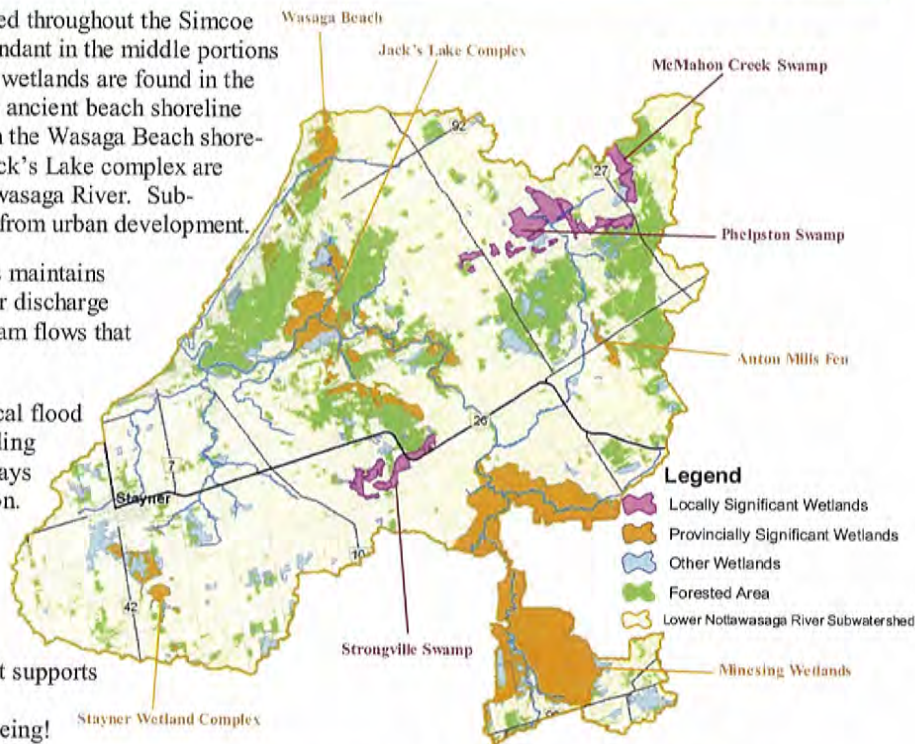 ed throughout the Simcoe
ndant in the middle portions
wetlands are found in the
ancient beach shoreline
the Wasaga Beach shore-
ck's Lake complex are
wasaga River. Sub-
from urban development.
s maintains
r discharge
am flows that
cal flood
ding
ays
on.
t supports
eing!
Wasaga Beach
Jack's Lake Complex
McMahon Creek Swamp
92
27
Phelpston Swamp
Anton Mills Fen
26
7
Stayner
10
42
Strongville Swamp
Stayner Wetland Complex
Minesing Wetlands
Legend
Locally Significant Wetlands
Provincially Significant Wetlands
Other Wetlands
Forested Area
Lower Nottawasaga River Subwatershed